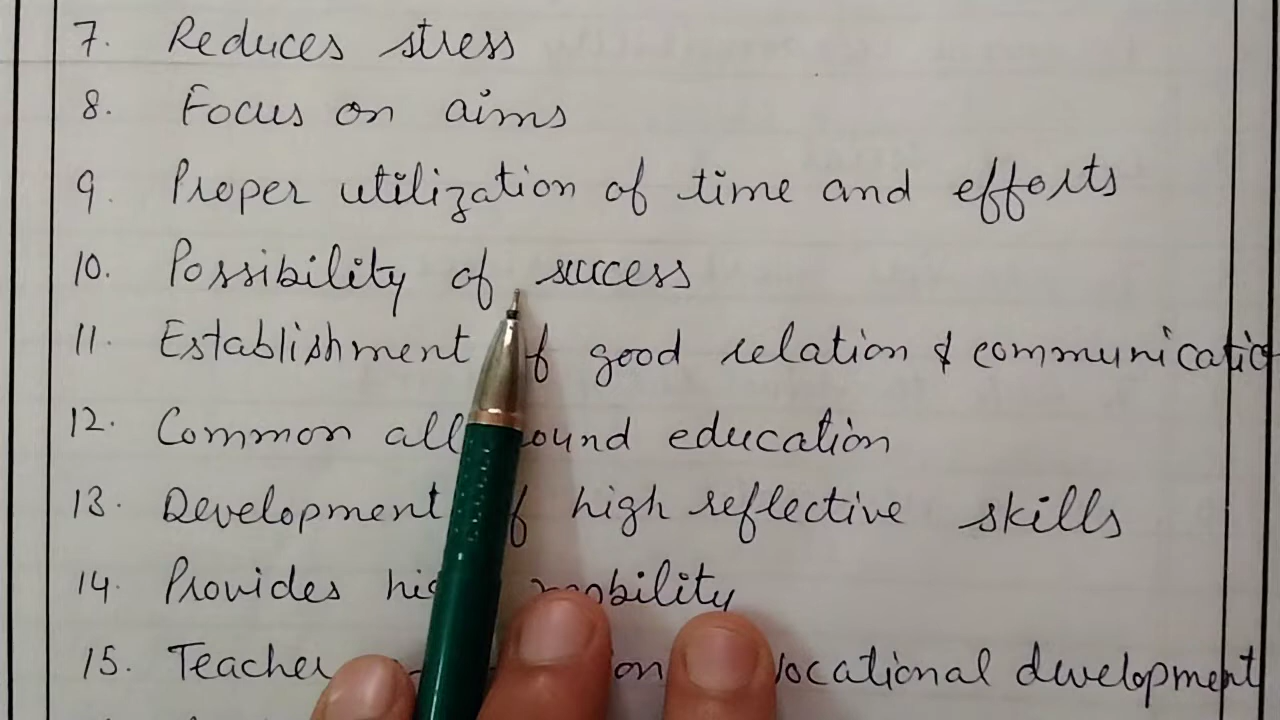 7. Reduces stress
8. Focus on aims
9. Proper utilization of time and efforts
10. Possibility of success
11. Establishment of good relation & communicatio
12. Common all round education
13. Development of high reflective skills
14. Provides mobility
15. Teacher vocational development